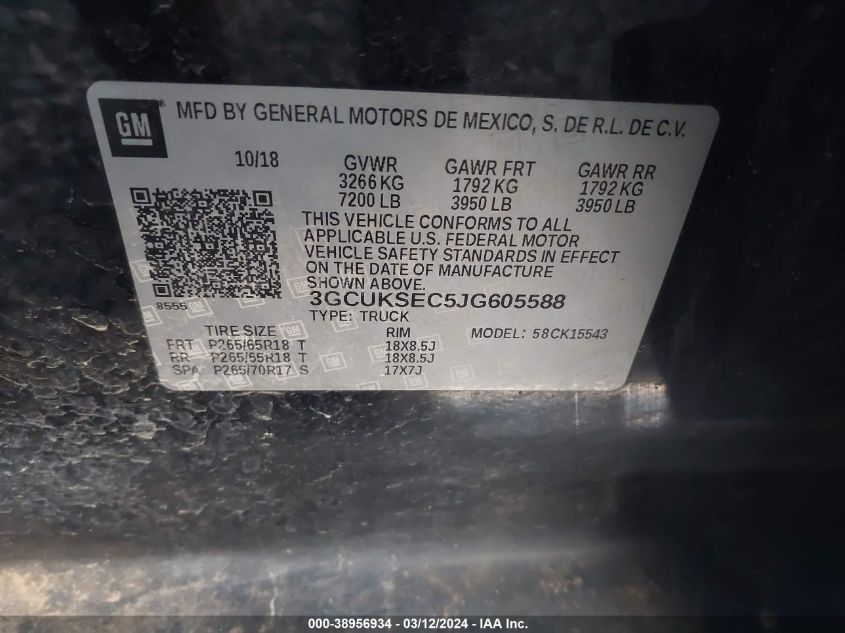 GM ® MFD BY GENERAL MOTORS DE MEXICO, S. DE R.L. DE C.V.
10/18 GVWR GAWR FRT GAWR RR
3266 KG 1792 KG 1792 KG
7200 LB 3950 LB 3950 LB
THIS VEHICLE CONFORMS TO ALL
APPLICABLE U.S. FEDERAL MOTOR
VEHICLE SAFETY STANDARDS IN EFFECT
ON THE DATE OF MANUFACTURE
SHOWN ABOVE.
8555 3GCUKSEC5JG605588
TYPE: TRUCK
TIRE SIZE RIM MODEL: 58CK15543
FRT P265/65R18 T 18X8.5J
RR P265/65R18 T 18X8.5J
SPA P265/70R17 S 17X7J
000-38956934 - 03/12/2024 - IAA Inc.